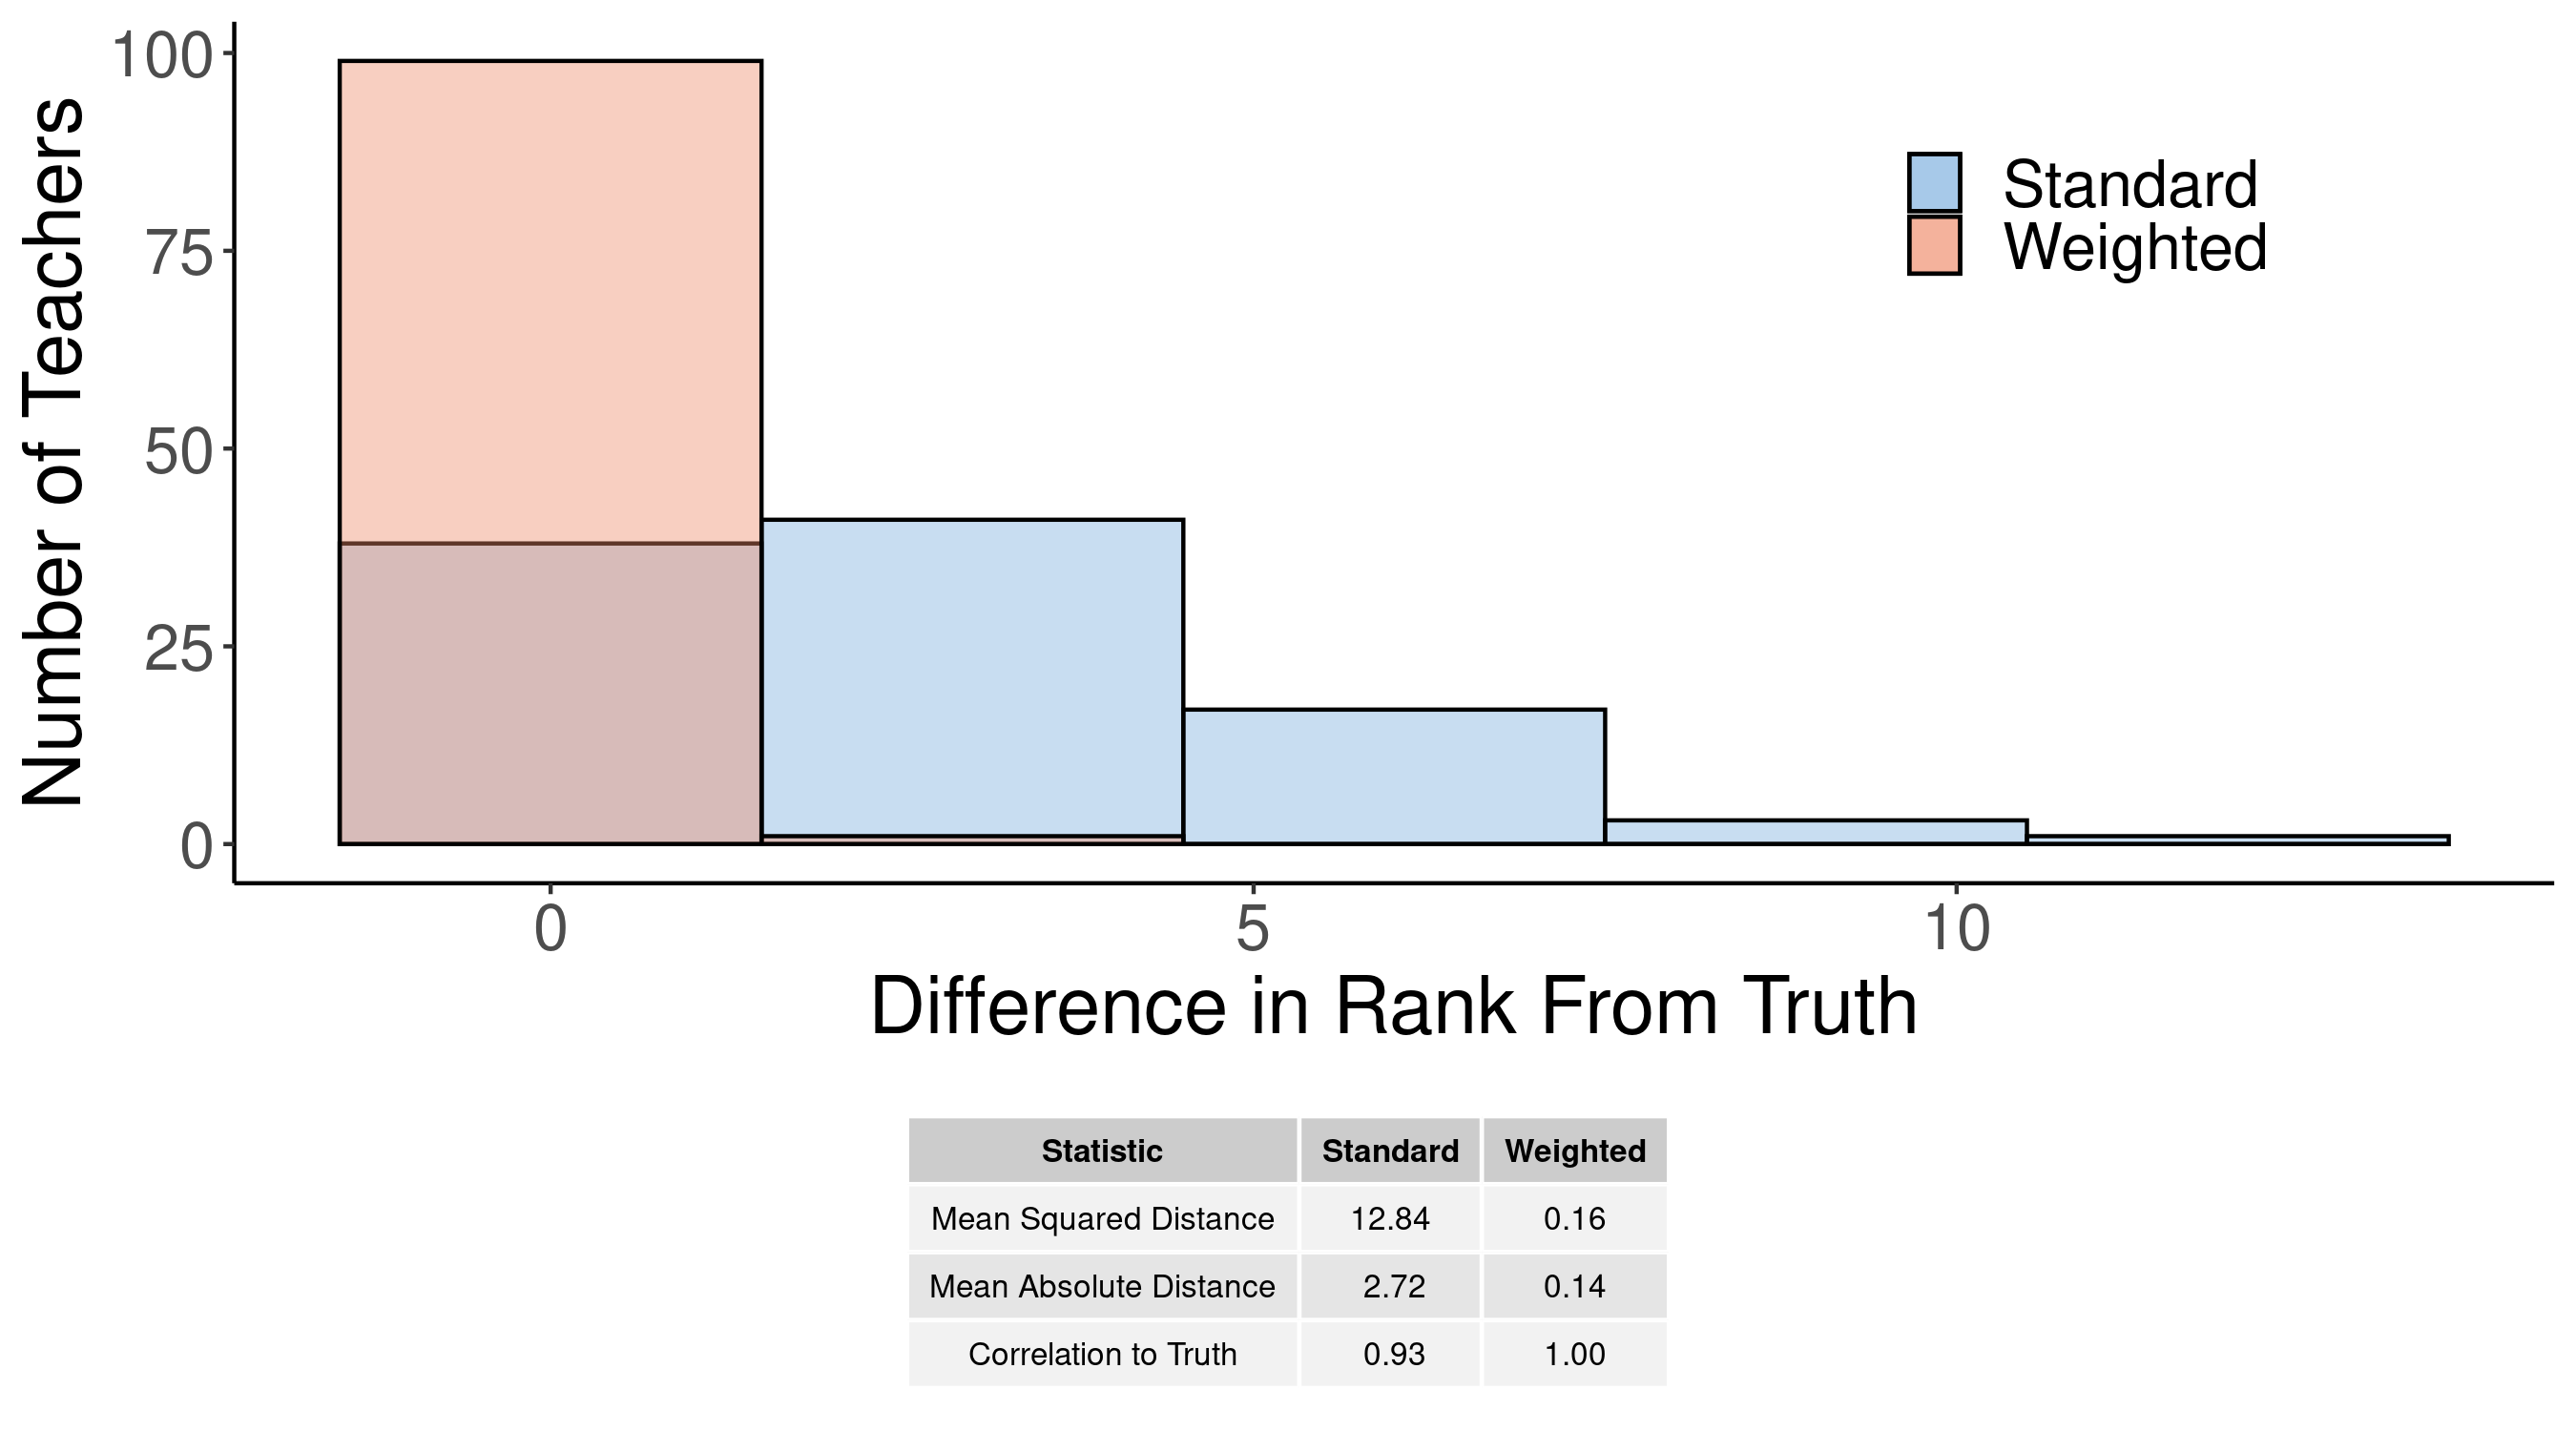 Number of Teachers
100
75
50
25
0
Standard
Weighted
0 5 10
Difference in Rank From Truth
Statistic Standard Weighted
Mean Squared Distance 12.84 0.16
Mean Absolute Distance 2.72 0.14
Correlation to Truth 0.93 1.00